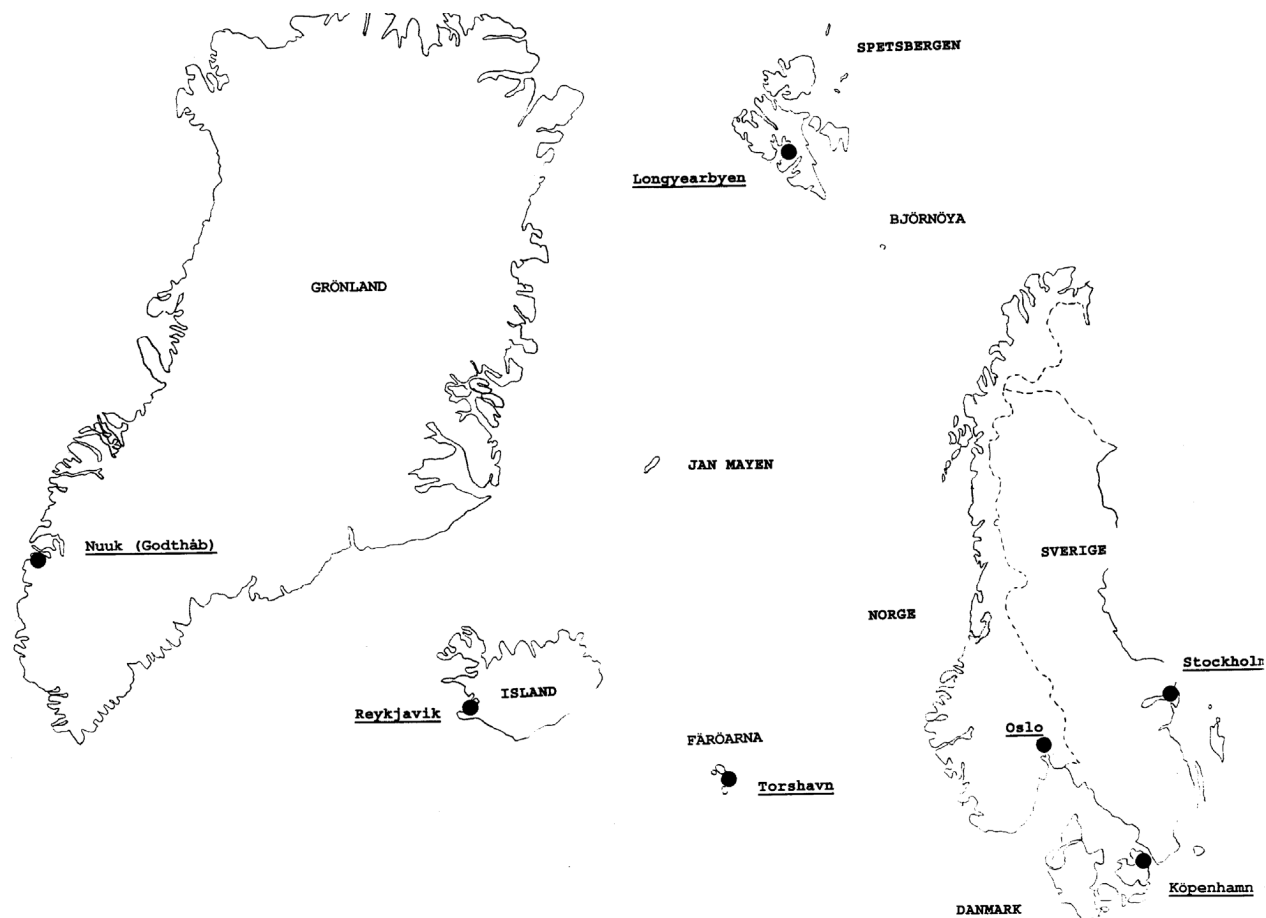 SPETSBERGEN
Longyearbyen
BJÖRNÖYA
GRÖNLAND
JAN MAYEN
Nuuk (Godthåb)
SVERIGE
NORGE
Stockholm
ISLAND
Reykjavik
Oslo
FÄRÖARNA
Torshavn
Köpenhamn
DANMARK